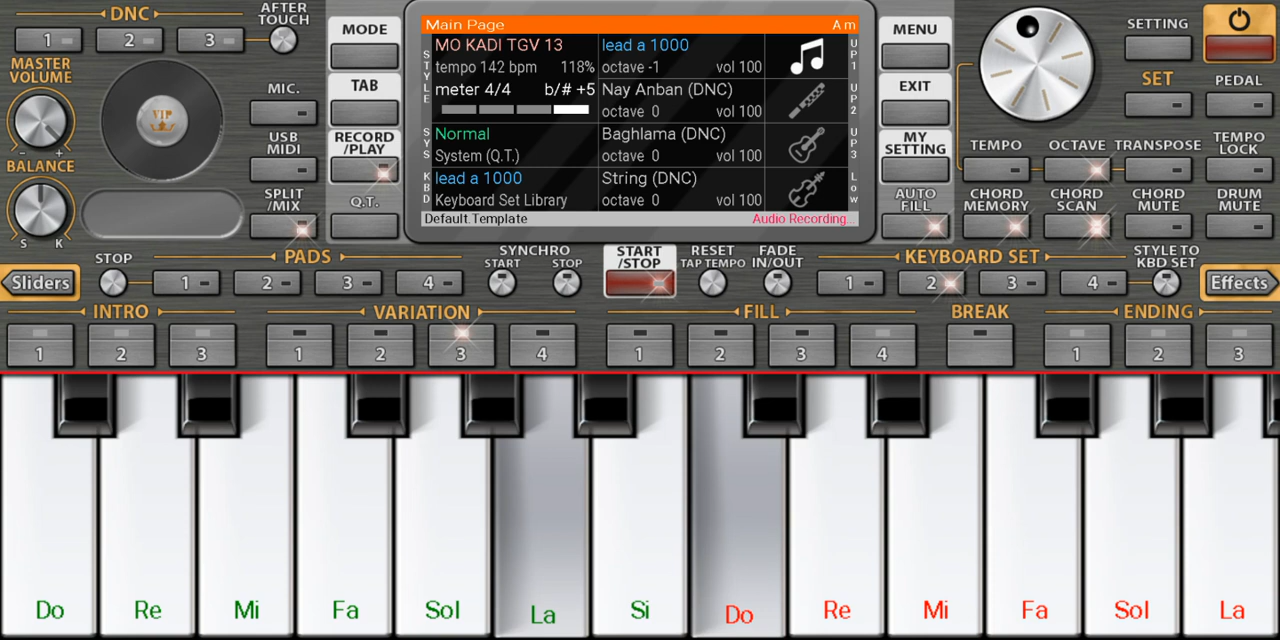 DNC
AFTER
TOUCH
1 2 3
MASTER
VOLUME
VIP
MIC.
USB
MIDI
BALANCE
SPLIT
/MIX
S K
MODE
TAB
RECORD
/PLAY
Q.T.
Main Page Am
STYLE
MO KADI TGV 13
tempo 142 bpm 118%
meter 4/4 b/# +5
SYS
Normal
System (Q.T.)
KBD
lead a 1000
Keyboard Set Library
lead a 1000
octave -1 vol 100
UP1
Nay Anban (DNC)
octave 0 vol 100
UP2
Baghlama (DNC)
octave 0 vol 100
UP3
String (DNC)
octave 0 vol 100
Low
Default Template Audio Recording...
MENU
EXIT
MY
SETTING
AUTO
FILL
SETTING
SET
PEDAL
TEMPO
OCTAVE
TRANSPOSE
TEMPO
LOCK
CHORD
MEMORY
CHORD
SCAN
CHORD
MUTE
DRUM
MUTE
Sliders
STOP
PADS
1 2 3 4
SYNCHRO
START STOP
START
/STOP
RESET
TAP TEMPO
FADE
IN/OUT
KEYBOARD SET
1 2 3 4
STYLE TO
KBD SET
Effects
INTRO
1 2 3
VARIATION
1 2 3 4
FILL
1 2 3 4
BREAK
ENDING
1 2 3
Do Re Mi Fa Sol La Si Do Re Mi Fa Sol La